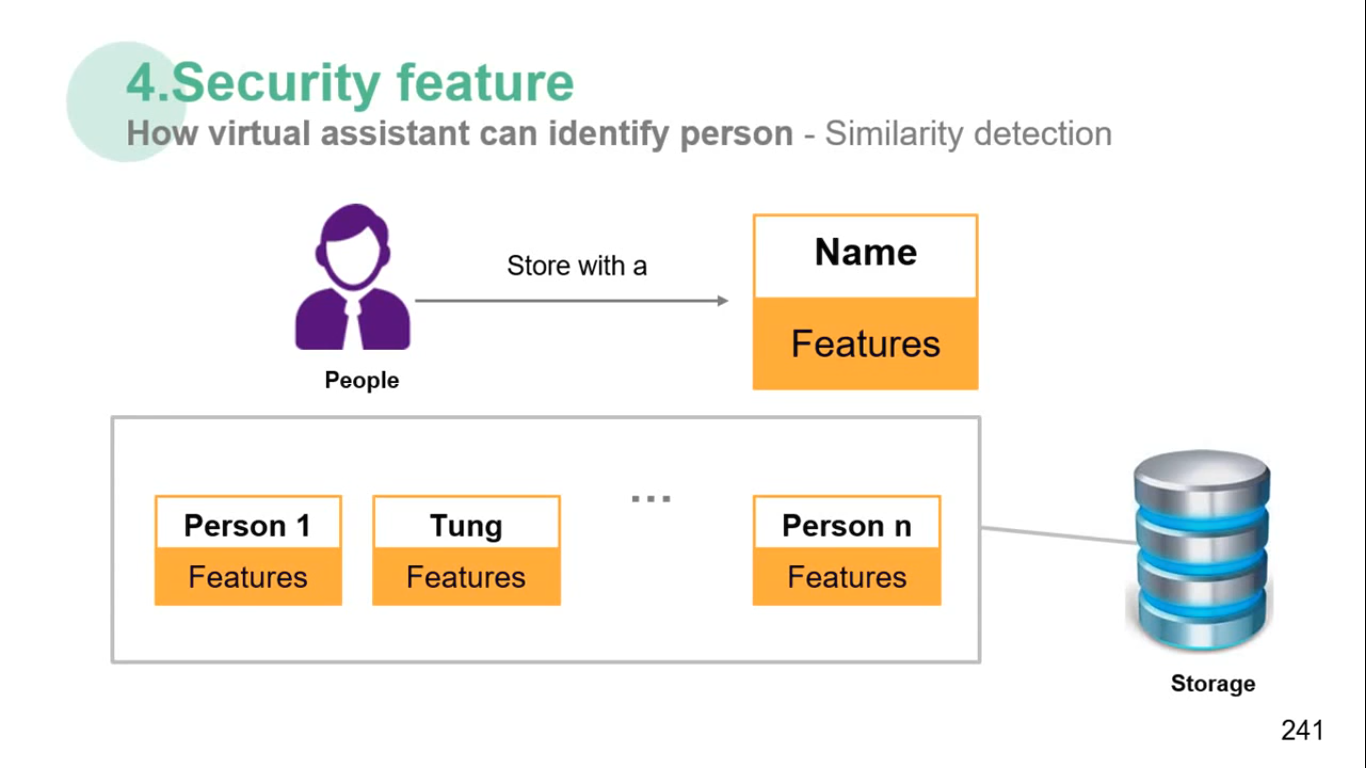 4.Security feature
How virtual assistant can identify person - Similarity detection
Store with a
Name
Features
People
...
Person 1
Tung
Person n
Features
Features
Features
Storage
241